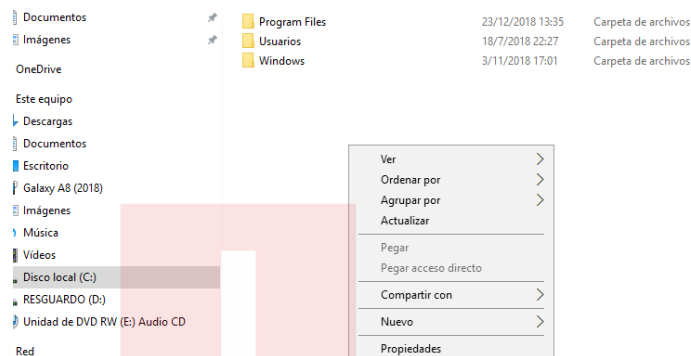 Documentos
Imágenes
OneDrive
Este equipo
Descargas
Documentos
Escritorio
Galaxy A8 (2018)
Imágenes
Música
Vídeos
Disco local (C:)
RESGUARDO (D:)
Unidad de DVD RW (E:) Audio CD
Red
Program Files 23/12/2018 13:35 Carpeta de archivos
Usuarios 18/7/2018 22:27 Carpeta de archivos
Windows 3/11/2018 17:01 Carpeta de archivos
Ver
Ordenar por
Agrupar por
Actualizar
Pegar
Pegar acceso directo
Compartir con
Nuevo
Propiedades